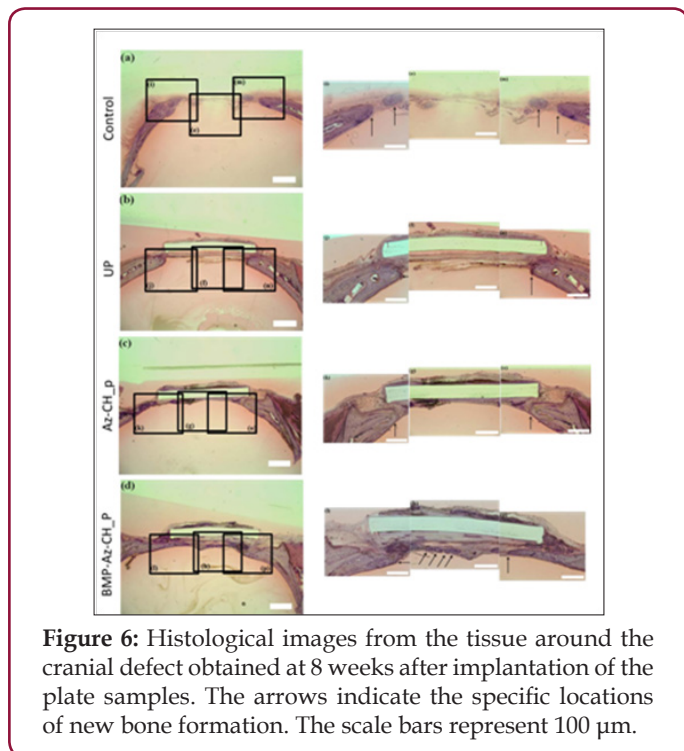 (a)
(i)
(m)
(e)
Control
(b)
(j)
(f)
(n)
UP
(c)
(k)
(g)
(o)
Az-CH_p
(d)
(l)
(h)
BMP-Az-CH_P
Figure 6: Histological images from the tissue around the
cranial defect obtained at 8 weeks after implantation of the
plate samples. The arrows indicate the specific locations
of new bone formation. The scale bars represent 100 µm.